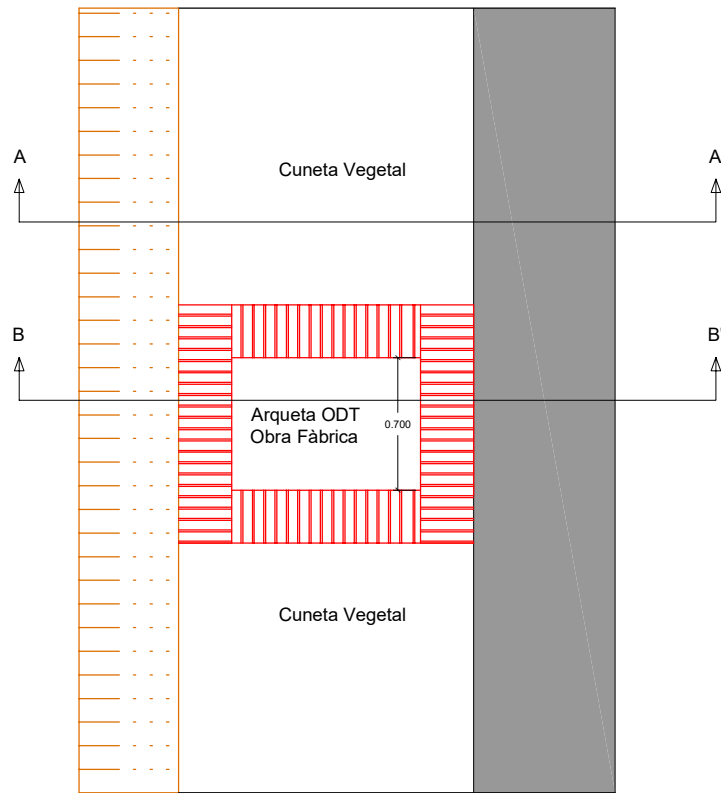 A
A
Cuneta Vegetal
B
B'
Arqueta ODT
Obra Fàbrica
0.700
Cuneta Vegetal